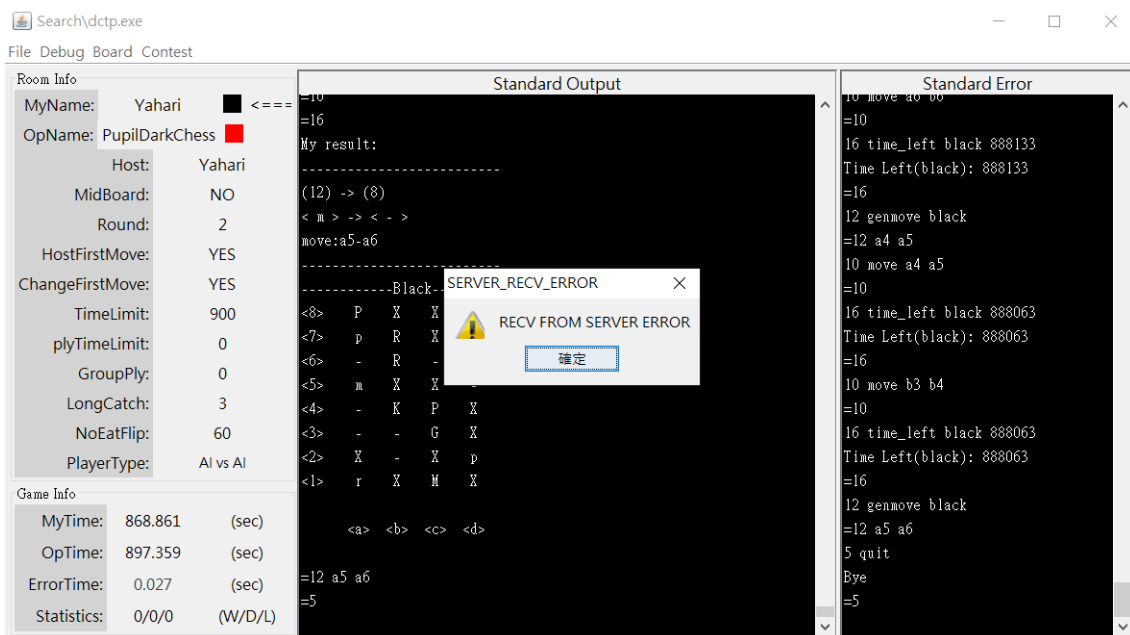 Search\dctp.exe
File Debug Board Contest
Room Info
MyName: Yahari <===
OpName: PupilDarkChess
Host: Yahari
MidBoard: NO
Round: 2
HostFirstMove: YES
ChangeFirstMove: YES
TimeLimit: 900
plyTimeLimit: 0
GroupPly: 0
LongCatch: 3
NoEatFlip: 60
PlayerType: AI vs AI
Game Info
MyTime: 868.861 (sec)
OpTime: 897.359 (sec)
ErrorTime: 0.027 (sec)
Statistics: 0/0/0 (W/D/L)
Standard Output
=10
=16
My result:
--------------------------
(12) -> (8)
< m > -> < - >
move:a5-a6
--------------------------
------------Black-
<8> P X X
<7> p R X
<6> - R -
<5> m X X -
<4> - K P X
<3> - - G X
<2> X - X p
<1> r X M X
<a> <b> <c> <d>
=12 a5 a6
=5
SERVER_RECV_ERROR
RECV FROM SERVER ERROR
確定
Standard Error
10 move a6 b6
=10
16 time_left black 888133
Time Left(black): 888133
=16
12 genmove black
=12 a4 a5
10 move a4 a5
=10
16 time_left black 888063
Time Left(black): 888063
=16
10 move b3 b4
=10
16 time_left black 888063
Time Left(black): 888063
=16
12 genmove black
=12 a5 a6
5 quit
Bye
=5